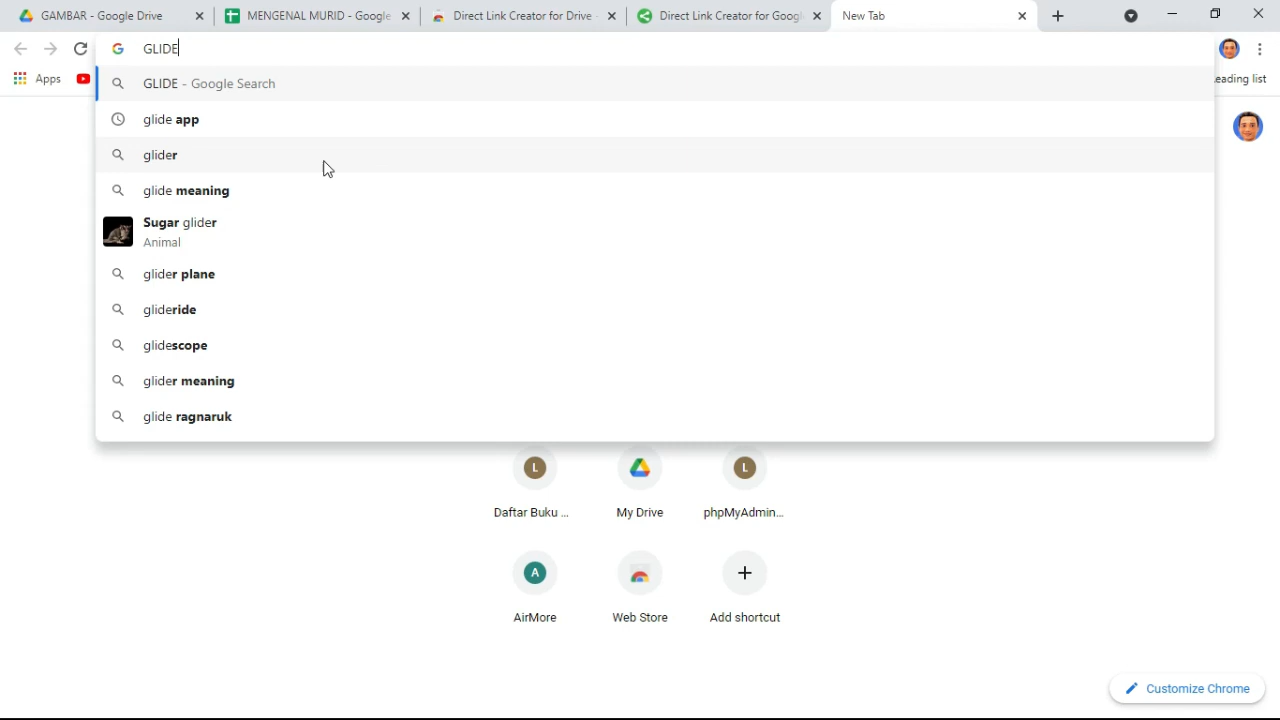 GAMBAR - Google Drive
MENGENAL MURID - Google
Direct Link Creator for Drive -
Direct Link Creator for Googl
New Tab
GLIDE
Apps
eading list
GLIDE - Google Search
glide app
glider
glide meaning
Sugar glider
Animal
glider plane
glideride
glidescope
glider meaning
glide ragnaruk
L
L
Daftar Buku ...
My Drive
phpMyAdmin...
A
AirMore
Web Store
Add shortcut
Customize Chrome